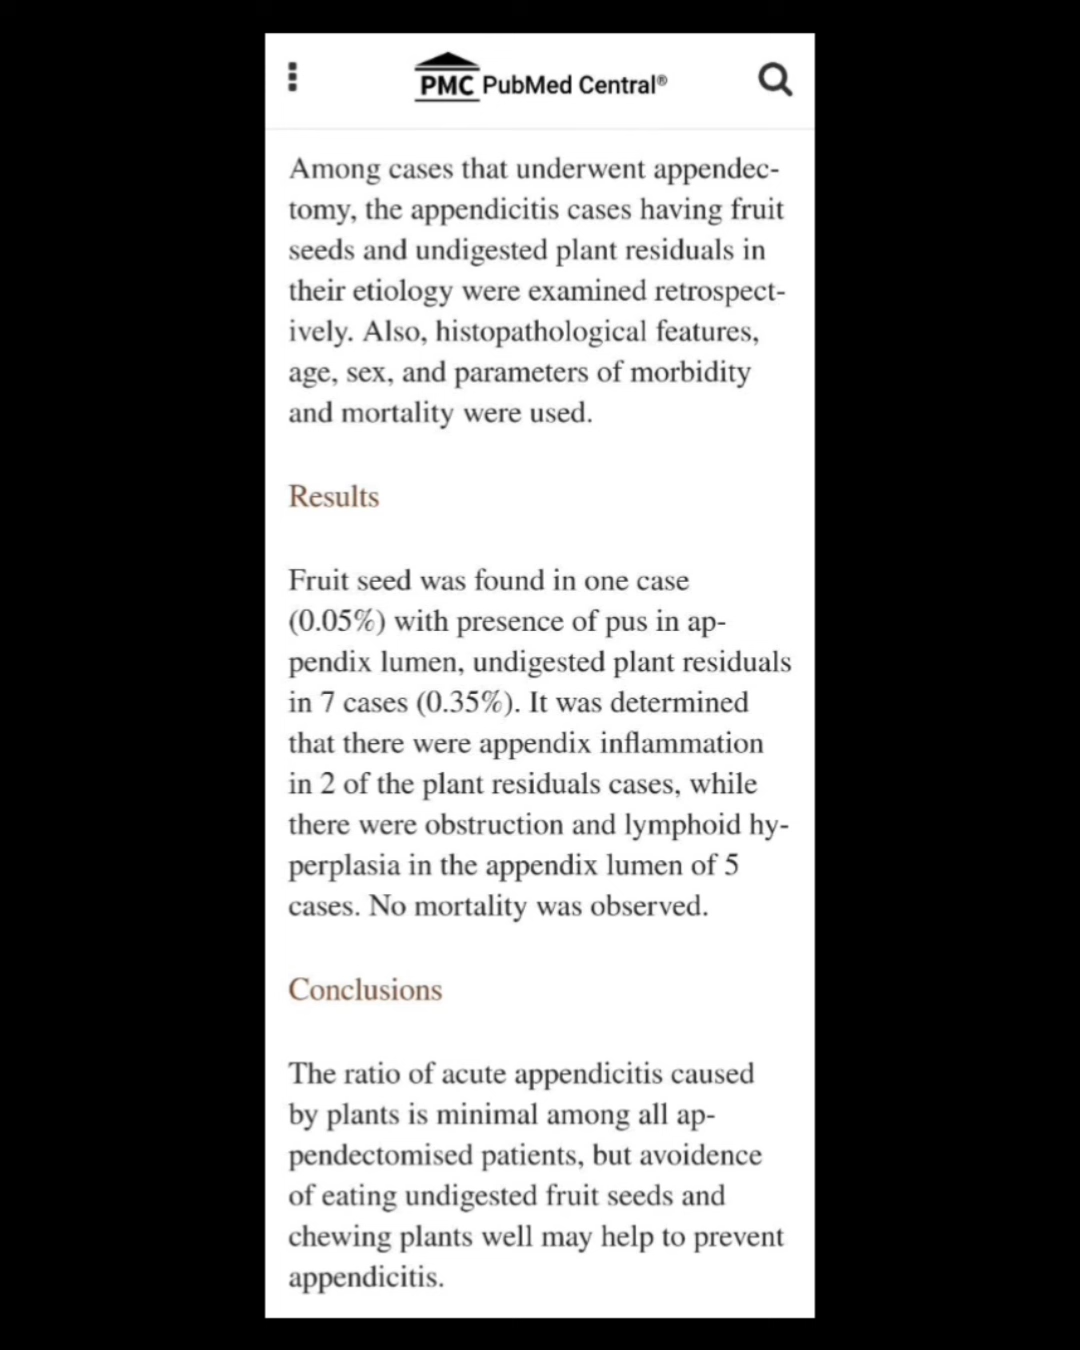 PMC PubMed Central®
Among cases that underwent appendec-
tomy, the appendicitis cases having fruit
seeds and undigested plant residuals in
their etiology were examined retrospect-
ively. Also, histopathological features,
age, sex, and parameters of morbidity
and mortality were used.
Results
Fruit seed was found in one case
(0.05%) with presence of pus in ap-
pendix lumen, undigested plant residuals
in 7 cases (0.35%). It was determined
that there were appendix inflammation
in 2 of the plant residuals cases, while
there were obstruction and lymphoid hy-
perplasia in the appendix lumen of 5
cases. No mortality was observed.
Conclusions
The ratio of acute appendicitis caused
by plants is minimal among all ap-
pendectomised patients, but avoidence
of eating undigested fruit seeds and
chewing plants well may help to prevent
appendicitis.